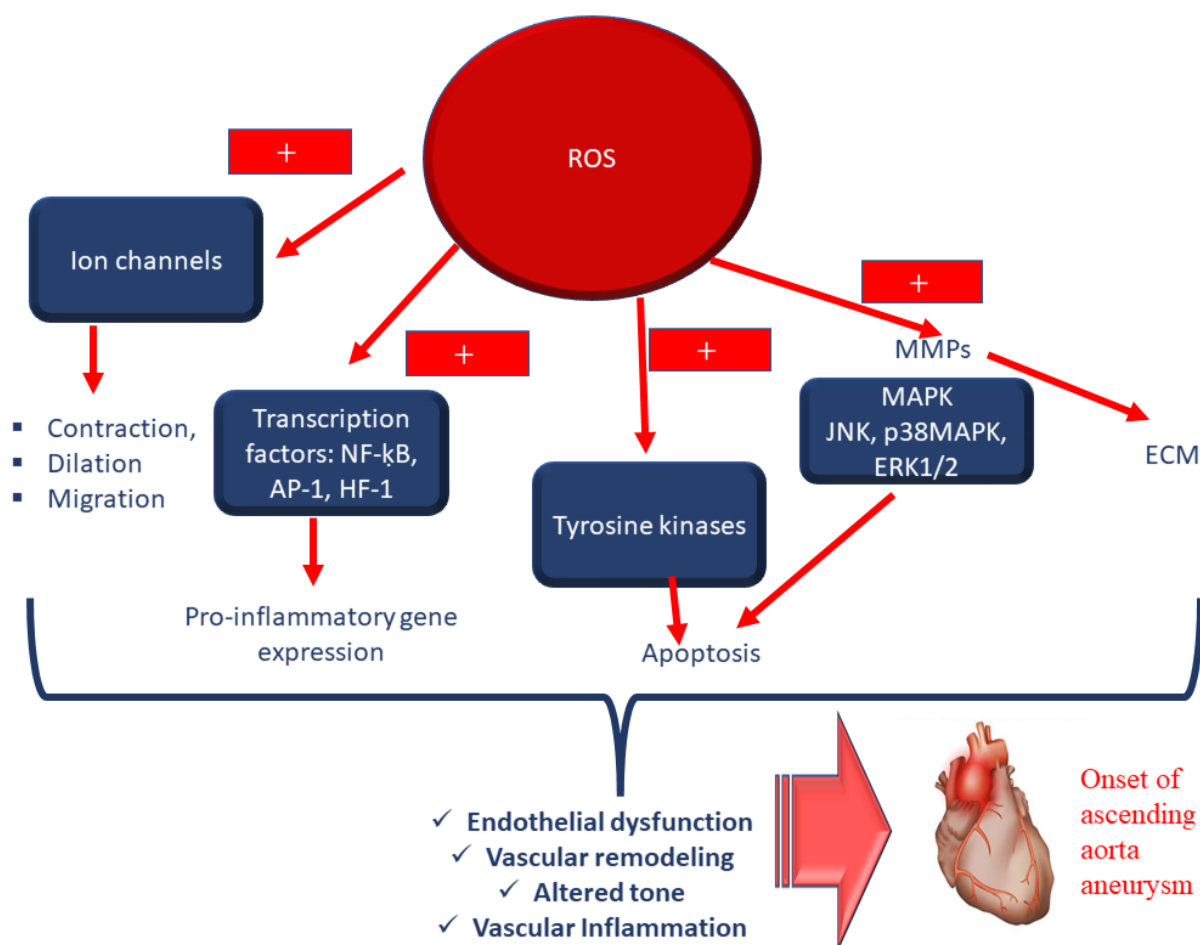 ROS
+
Ion channels
+
+
+
MMPs
Contraction,
Dilation
Migration
Transcription
factors: NF-ķB,
AP-1, HF-1
Tyrosine kinases
MAPK
JNK, p38MAPK,
ERK1/2
ECM
Pro-inflammatory gene
expression
Apoptosis
✓ Endothelial dysfunction
✓ Vascular remodeling
✓ Altered tone
✓ Vascular Inflammation
Onset of
ascending
aorta
aneurysm